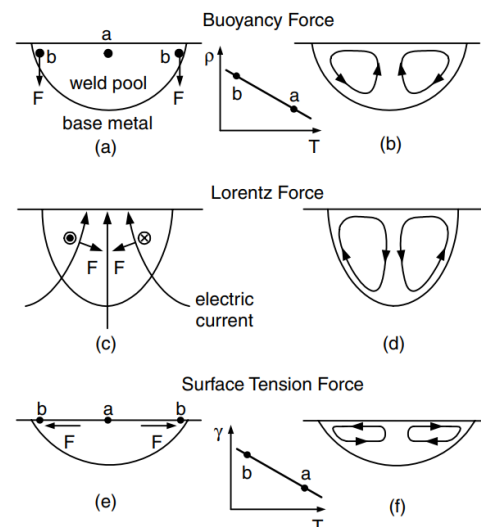 Buoyancy Force
a
b b
F weld pool F
base metal
(a)
ρ
b
a
T
(b)
Lorentz Force
F F
electric
current
(c)
(d)
Surface Tension Force
b a b
F F
(e)
γ
b
a
T
(f)